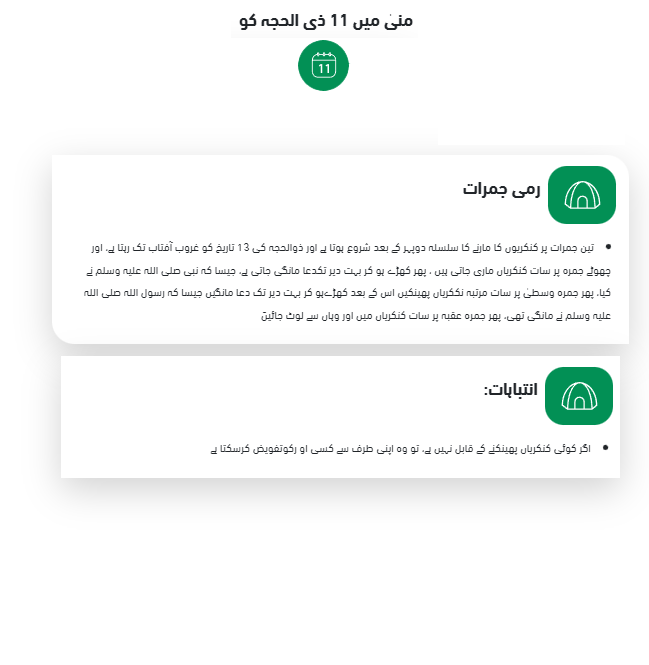 منیٰ میں 11 ذی الحجہ کو
11
رمی جمرات
• تین جمرات پر کنکریوں کا مارنے کا سلسلہ دوپہر کے بعد شروع ہوتا ہے اور ذوالحجہ کی 13 تاریخ کو غروب آفتاب تک رہتا ہے، اور
چھوٹے جمرہ پر سات کنکریاں ماری جاتی ہیں ، پھر کھڑے ہو کر بہت دیر تکدعا مانگی جاتی ہے، جیسا کہ نبی صلی اللہ علیہ وسلم نے
کیا، پھر جمرہ وسطیٰ پر سات مرتبہ نککریاں پھینکیں اس کے بعد کھڑےہو کر بہت دیر تک دعا مانگیں جیسا کہ رسول اللہ صلی اللہ
علیہ وسلم نے مانگی تھی، پھر جمرہ عقبہ پر سات کنکریاں میں اور وہاں سے لوٹ جائیں
انتباہات:
• اگر کوئی کنکریاں پھینکنے کے قابل نہیں ہے، تو وہ اپنی طرف سے کسی او رکوتفویض کرسکتا ہے